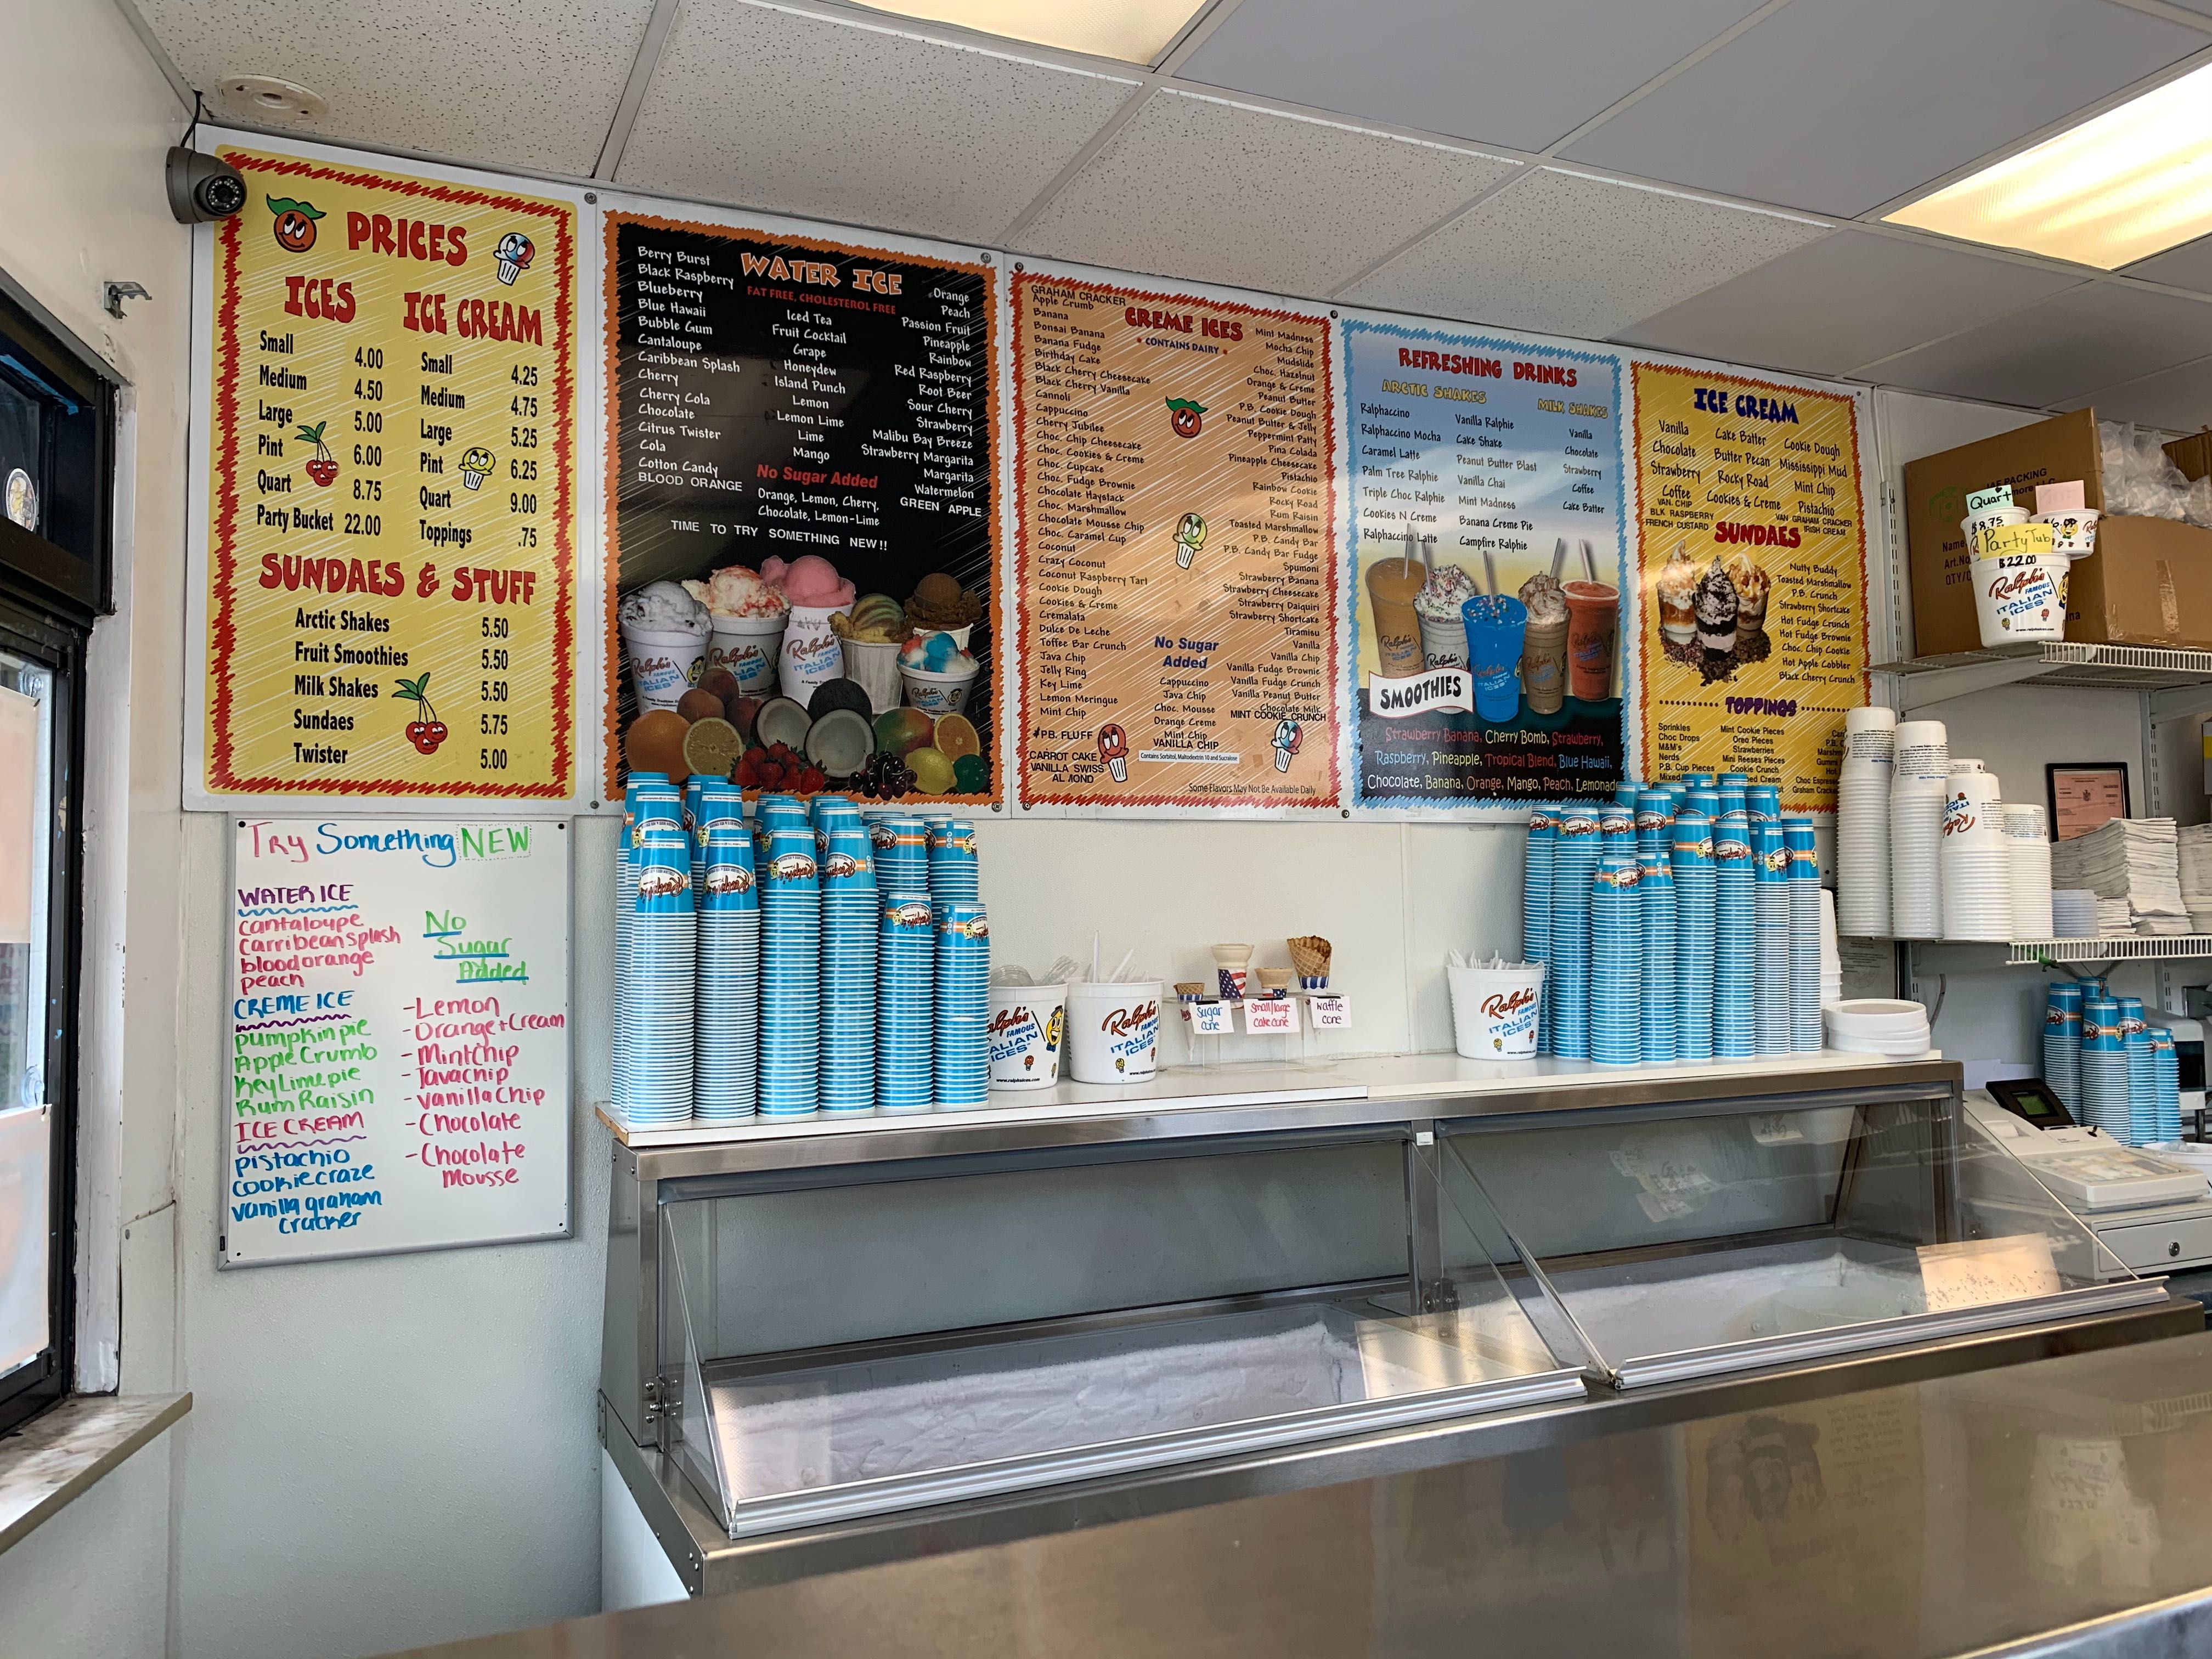 PRICES
ICES
Small 4.00
Medium 4.50
Large 5.00
Pint 6.00
Quart 8.75
Party Bucket 22.00
ICE CREAM
Small 4.25
Medium 4.75
Large 5.25
Pint 6.25
Quart 9.00
Toppings .75
SUNDAES & STUFF
Arctic Shakes 5.50
Fruit Smoothies 5.50
Milk Shakes 5.50
Sundaes 5.75
Twister 5.00
WATER ICE
FAT FREE, CHOLESTEROL FREE
Berry Burst
Black Raspberry
Blueberry
Blue Hawaii
Bubble Gum
Cantaloupe
Caribbean Splash
Cherry
Cherry Cola
Chocolate
Citrus Twister
Cola
Cotton Candy
BLOOD ORANGE
Iced Tea
Fruit Cocktail
Grape
Honeydew
Island Punch
Lemon
Lemon Lime
Lime
Mango
Orange
Peach
Passion Fruit
Pineapple
Rainbow
Red Raspberry
Root Beer
Sour Cherry
Strawberry
Malibu Bay Breeze
Strawberry Margarita
Margarita
Watermelon
GREEN APPLE
No Sugar Added
Orange, Lemon, Cherry,
Chocolate, Lemon-Lime
TIME TO TRY SOMETHING NEW!!
CREME ICES
CONTAINS DAIRY
GRAHAM CRACKER
Apple Crumb
Banana
Bonsai Banana
Banana Fudge
Birthday Cake
Black Cherry Cheesecake
Black Cherry Vanilla
Cannoli
Cappuccino
Cherry Jubilee
Choc. Chip Cheesecake
Choc. Cookies & Creme
Choc. Cupcake
Choc. Fudge Brownie
Chocolate Haystack
Choc. Marshmallow
Chocolate Mousse Chip
Choc. Caramel Cup
Coconut
Crazy Coconut
Coconut Raspberry Tart
Cookie Dough
Cookies & Creme
Cremalata
Dulce De Leche
Toffee Bar Crunch
Java Chip
Jelly Ring
Key Lime
Lemon Meringue
Mint Chip
#P.B. FLUFF
CARROT CAKE
VANILLA SWISS
ALMOND
Mint Madness
Mocha Chip
Mudslide
Choc. Hazelnut
Orange & Creme
Peanut Butter
P.B. Cookie Dough
Peanut Butter & Jelly
Peppermint Patty
Pina Colada
Pineapple Cheesecake
Pistachio
Rainbow Cookie
Rocky Road
Rum Raisin
Toasted Marshmallow
P.B. Candy Bar
P.B. Candy Bar Fudge
Spumoni
Strawberry Banana
Strawberry Cheesecake
Strawberry Daiquiri
Strawberry Shortcake
Tiramisu
Vanilla
Vanilla Chip
Vanilla Fudge Brownie
Vanilla Fudge Crunch
Vanilla Peanut Butter
Chocolate Milk
MINT COOKIE CRUNCH
No Sugar
Added
Cappuccino
Java Chip
Choc. Mousse
Orange Creme
Mint Chip
VANILLA CHIP
Contains Sorbitol, Maltodextrin 10 and Sucralose
Some Flavors May Not Be Available Daily
REFRESHING DRINKS
ARCTIC SHAKES
Ralphaccino
Ralphaccino Mocha
Caramel Latte
Palm Tree Ralphie
Triple Choc Ralphie
Cookies N Creme
Ralphaccino Latte
Vanilla Ralphie
Cake Shake
Peanut Butter Blast
Vanilla Chai
Mint Madness
Banana Creme Pie
Campfire Ralphie
MILK SHAKES
Vanilla
Chocolate
Strawberry
Coffee
Cake Batter
SMOOTHIES
Strawberry Banana, Cherry Bomb, Strawberry,
Raspberry, Pineapple, Tropical Blend, Blue Hawaii,
Chocolate, Banana, Orange, Mango, Peach, Lemonade
ICE CREAM
Vanilla
Chocolate
Strawberry
Coffee
VAN. CHIP
BLK RASPBERRY
FRENCH CUSTARD
Cake Batter
Butter Pecan
Rocky Road
Cookies & Creme
Cookie Dough
Mississippi Mud
Mint Chip
Pistachio
VAN GRAHAM CRACKER
IRISH CREAM
SUNDAES
Nutty Buddy
Toasted Marshmallow
P.B. Crunch
Strawberry Shortcake
Hot Fudge
Hot Fudge Brownie
Choc. Chip Cookie
Hot Apple Cobbler
Black Cherry Crunch
TOPPINGS
Sprinkles
Choc Drops
M&M's
Nerds
P.B. Cup Pieces
Mixed
Mint Cookie Pieces
Oreo Pieces
Strawberries
Mini Reeses Pieces
Cookie Crunch
Try Something NEW
WATER ICE
cantaloupe
carribean splash
blood orange
peach
CREME ICE
pumpkin pie
Apple Crumb
Key Lime pie
Rum Raisin
ICE CREAM
pistachio
cookie craze
vanilla graham
cracker
No
Sugar
Added
-Lemon
-Orange+Cream
-Mint Chip
-Java chip
-vanilla Chip
-Chocolate
-Chocolate
Mousse
Ralph's
FAMOUS
ITALIAN
ICES
www.ralphsices.com
sugar
cone
small/large
cake cone
waffle
cone
Ralph's
FAMOUS
ITALIAN
ICES
Quart
$8.75
Party Tub
$22.00
Ralph's
FAMOUS
ITALIAN
ICES